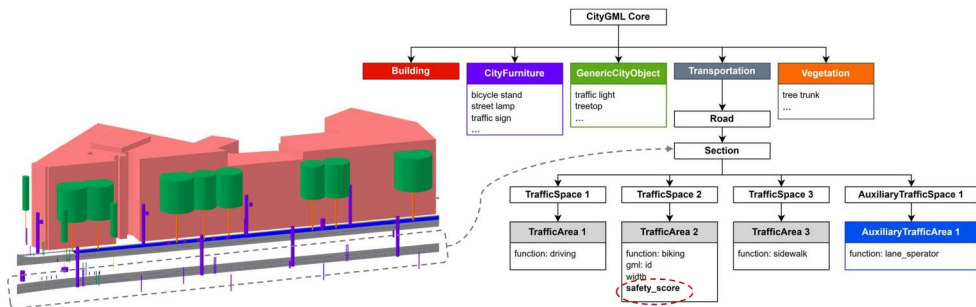 CityGML Core
Building
CityFurniture
GenericCityObject
Transportation
Vegetation
bicycle stand
street lamp
traffic sign
...
traffic light
treetop
...
tree trunk
...
Road
Section
TrafficSpace 1
TrafficSpace 2
TrafficSpace 3
AuxiliaryTrafficSpace 1
TrafficArea 1
TrafficArea 2
TrafficArea 3
AuxiliaryTrafficArea 1
function: driving
function: biking
gml: id
width
safety_score
function: sidewalk
function: lane_sperator